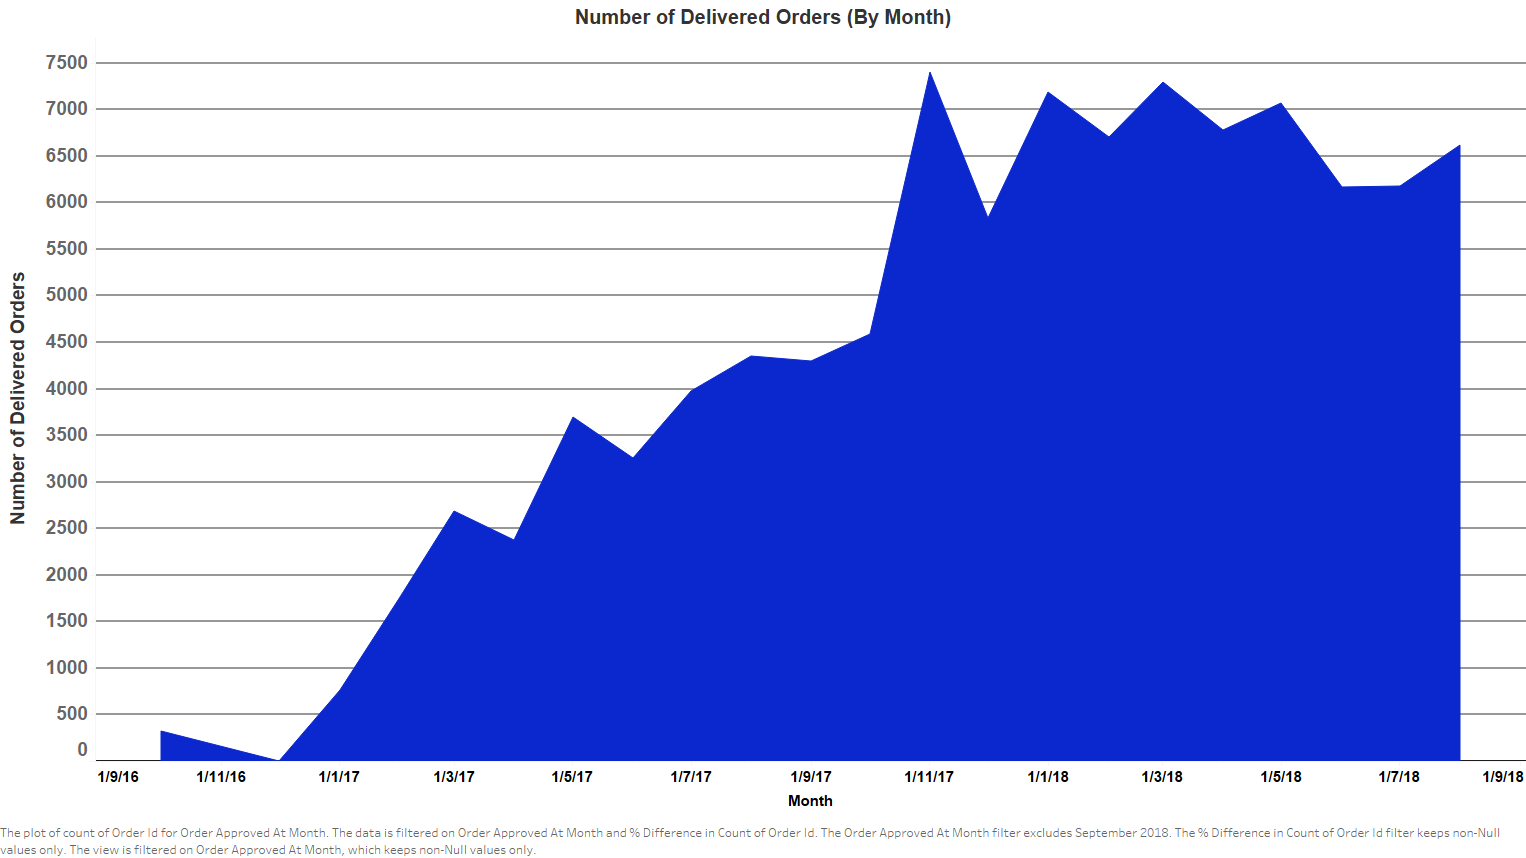 Number of Delivered Orders (By Month)
7500
7000
6500
6000
5500
5000
4500
4000
3500
3000
2500
2000
1500
1000
500
0
Number of Delivered Orders
1/9/16 1/11/16 1/1/17 1/3/17 1/5/17 1/7/17 1/9/17 1/11/17 1/1/18 1/3/18 1/5/18 1/7/18 1/9/18
Month
The plot of count of Order Id for Order Approved At Month. The data is filtered on Order Approved At Month and % Difference in Count of Order Id. The Order Approved At Month filter excludes September 2018. The % Difference in Count of Order Id filter keeps non-Null
values only. The view is filtered on Order Approved At Month, which keeps non-Null values only.